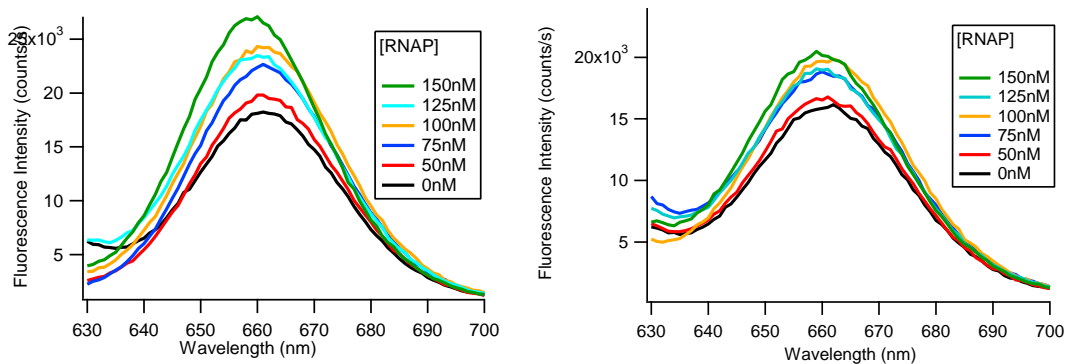 25x10³
20
15
10
5
Fluorescence Intensity (counts/s)
[RNAP]
150nM
125nM
100nM
75nM
50nM
0nM
630 640 650 660 670 680 690 700
Wavelength (nm)
20x10³
15
10
5
Fluorescence Intensity (counts/s)
[RNAP]
150nM
125nM
100nM
75nM
50nM
0nM
630 640 650 660 670 680 690 700
Wavelength (nm)